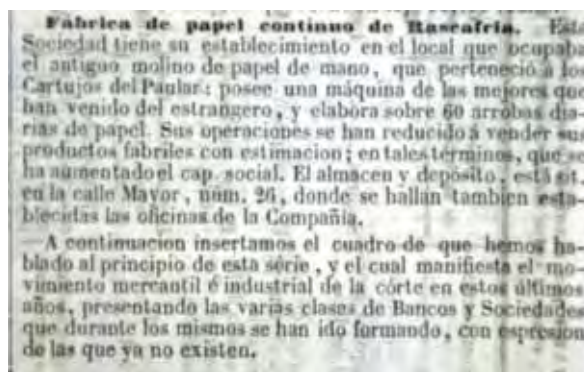 Fábrica de papel continuo de Rascafria. Esta
Sociedad tiene su establecimiento en el local que ocupaba
el antiguo molino de papel de mano, que perteneció á los
Cartujos del Paular: posee una máquina de las mejores que
han venido del estrangero, y elabora sobre 60 arrobas dia-
rias de papel. Sus operaciones se han reducido á vender sus
productos fabriles con estimacion; en tales términos, que se
ha aumentado el cap. social. El almacen y depósito, está sit.
en la calle Mayor, núm. 26, donde se hallan tambien esta-
blecidas las oficinas de la Compañia.
—A continuacion insertamos el cuadro de que hemos ha-
blado al principio de esta série, y el cual manifiesta el mo-
vimiento mercantil é industrial de la córte en estos últimos
años, presentando las varias clases de Bancos y Sociedades
que durante los mismos se han ido formando, con espresion
de las que ya no existen.